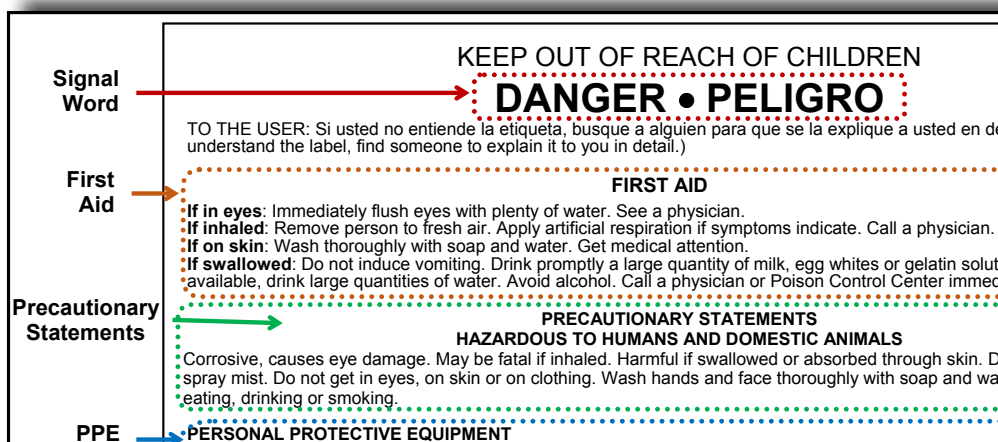 KEEP OUT OF REACH OF CHILDREN
Signal
Word
DANGER • PELIGRO
TO THE USER: Si usted no entiende la etiqueta, busque a alguien para que se la explique a usted en
understand the label, find someone to explain it to you in detail.)
First
Aid
FIRST AID
If in eyes: Immediately flush eyes with plenty of water. See a physician.
If inhaled: Remove person to fresh air. Apply artificial respiration if symptoms indicate. Call a physician.
If on skin: Wash thoroughly with soap and water. Get medical attention.
If swallowed: Do not induce vomiting. Drink promptly a large quantity of milk, egg whites or gelatin
available, drink large quantities of water. Avoid alcohol. Call a physician or Poison Control Center
Precautionary
Statements
PRECAUTIONARY STATEMENTS
HAZARDOUS TO HUMANS AND DOMESTIC ANIMALS
Corrosive, causes eye damage. May be fatal if inhaled. Harmful if swallowed or absorbed through skin.
spray mist. Do not get in eyes, on skin or on clothing. Wash hands and face thoroughly with soap and
eating, drinking or smoking.
PPE
PERSONAL PROTECTIVE EQUIPMENT